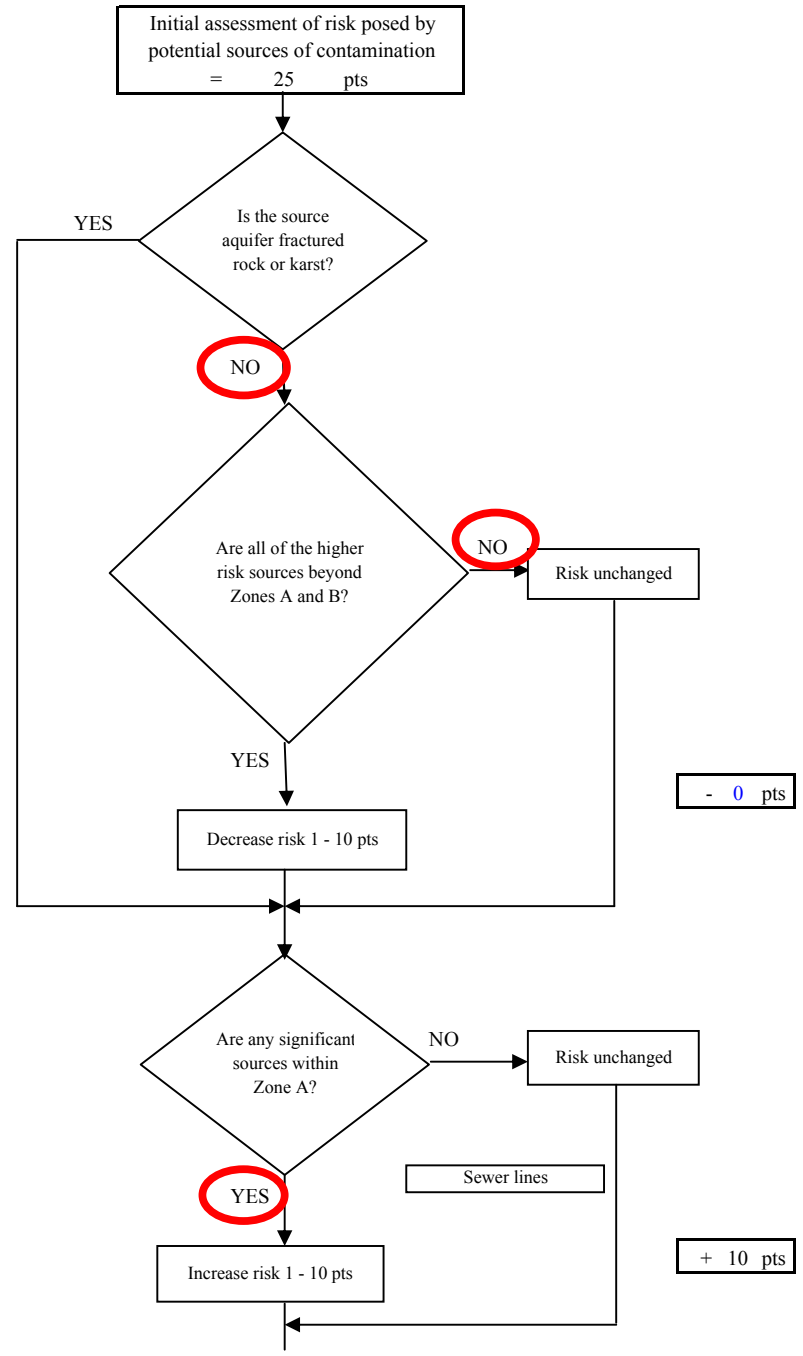 Initial assessment of risk posed by
potential sources of contamination
= 25 pts
YES
Is the source
aquifer fractured
rock or karst?
NO
Are all of the higher
risk sources beyond
Zones A and B?
NO
Risk unchanged
YES
- 0 pts
Decrease risk 1 - 10 pts
Are any significant
sources within
Zone A?
NO
Risk unchanged
Sewer lines
YES
+ 10 pts
Increase risk 1 - 10 pts